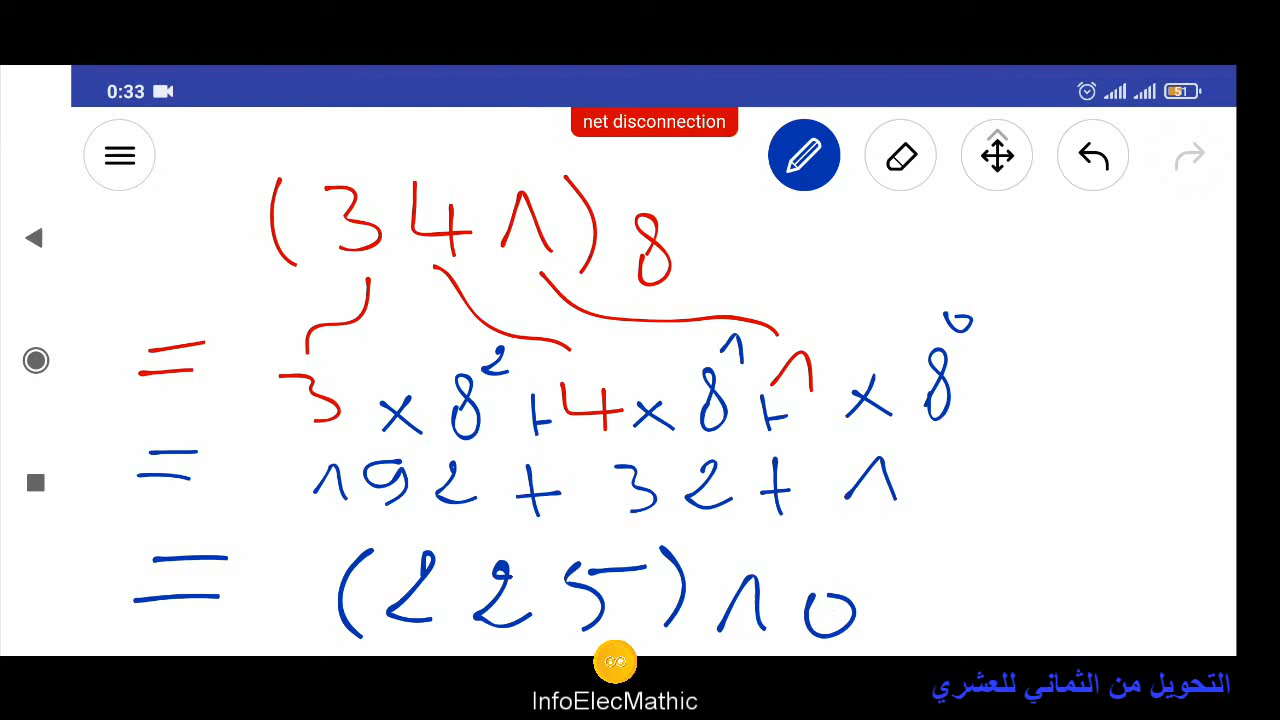 0:33
51
net disconnection
(341)8
= 3 × 8² + 4 × 8¹ + 1 × 8⁰
= 192 + 32 + 1
= (225)10
InfoElecMathic
التحويل من الثماني للعشري